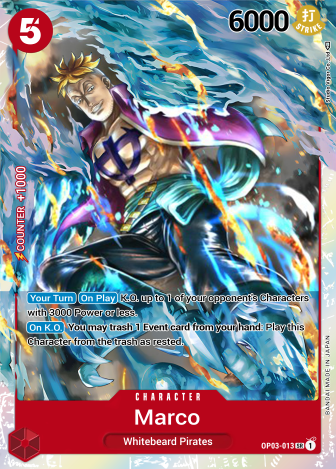 5
6000
打
STRIKE
COUNTER +1000
Your Turn On Play K.O. up to 1 of your opponent's Characters
with 3000 Power or less.
On K.O. You may trash 1 Event card from your hand: Play this
Character from the trash as rested.
CHARACTER
Marco
Whitebeard Pirates
OP03-013 SR 1
BANDAI MADE IN JAPAN